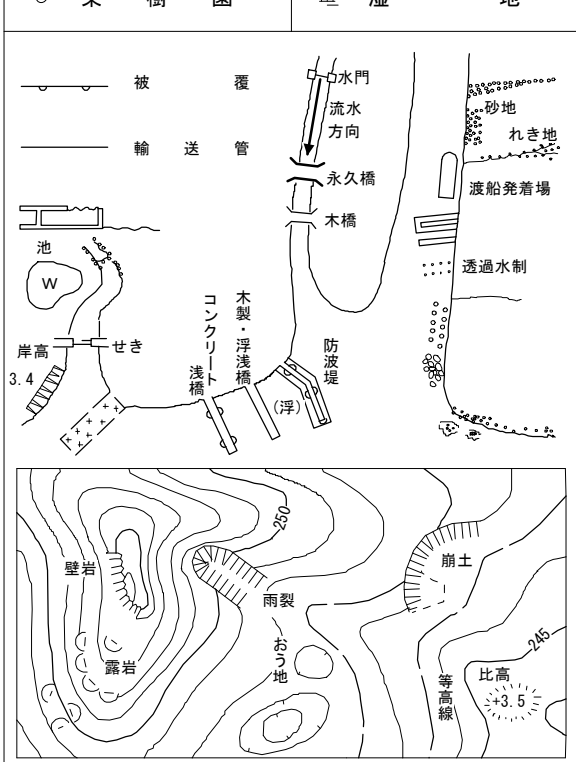 果樹園
湿地
被覆
輸送管
水門
流水
方向
永久橋
木橋
砂地
れき地
渡船発着場
透過水制
池
W
岸高
3.4
せき
コンクリート
浅橋
木製・浮浅橋
防波堤
(浮)
250
壁岩
雨裂
崩土
露岩
おう地
等高線
245
比高
+3.5